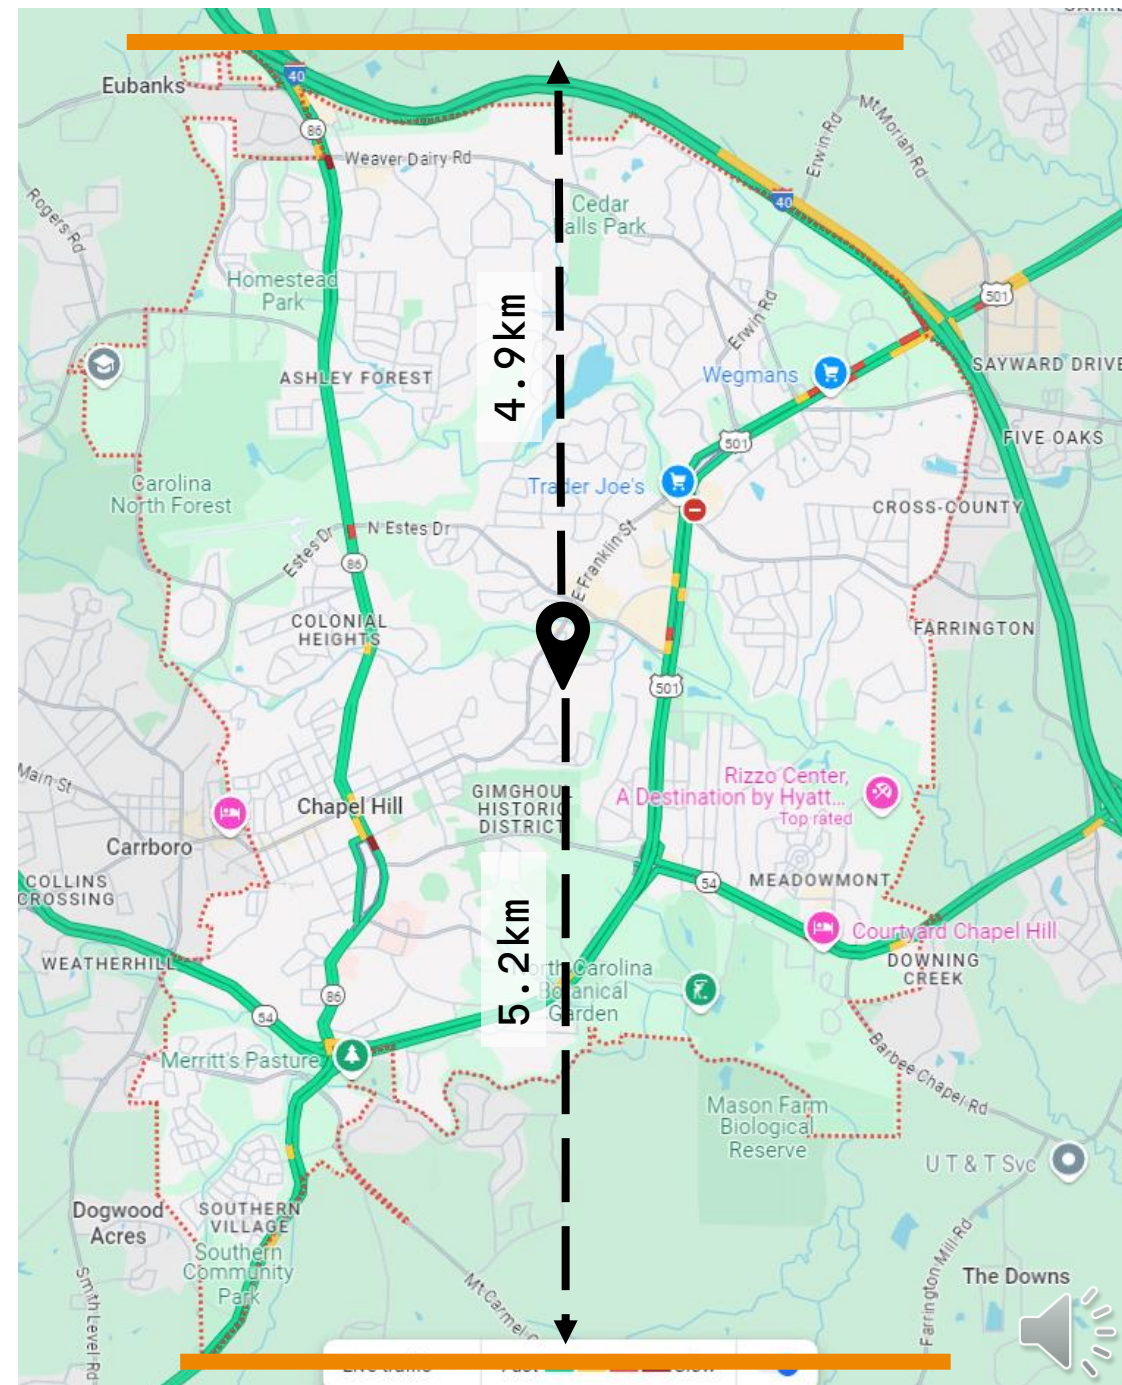 Eubanks
40
86
Weaver Dairy Rd
Erwin Rd
Mt Moriah Rd
Rogers Rd
Cedar
Falls Park
40
Homestead
Park
501
4.9km
Erwin Rd
ASHLEY FOREST
Wegmans
SAYWARD DRIVE
501
FIVE OAKS
Carolina
North Forest
Trader Joe's
CROSS-COUNTY
N Estes Dr
Estes Dr
86
E Franklin St
COLONIAL
HEIGHTS
FARRINGTON
501
Main St
Chapel Hill
GIMGHOUL
HISTORIC
DISTRICT
Rizzo Center,
A Destination by Hyatt...
Top rated
Carrboro
COLLINS
CROSSING
54
MEADOWMONT
5.2km
Courtyard Chapel Hill
WEATHERHILL
North Carolina
Botanical
Garden
DOWNING
CREEK
86
54
Merritt's Pasture
Barbee Chapel Rd
Mason Farm
Biological
Reserve
U T & T Svc
Dogwood
Acres
SOUTHERN
VILLAGE
Southern
Community
Park
Smith Level Rd
Mt Carmel
Farrington Mill Rd
The Downs
Live traffic
Fast
Slow